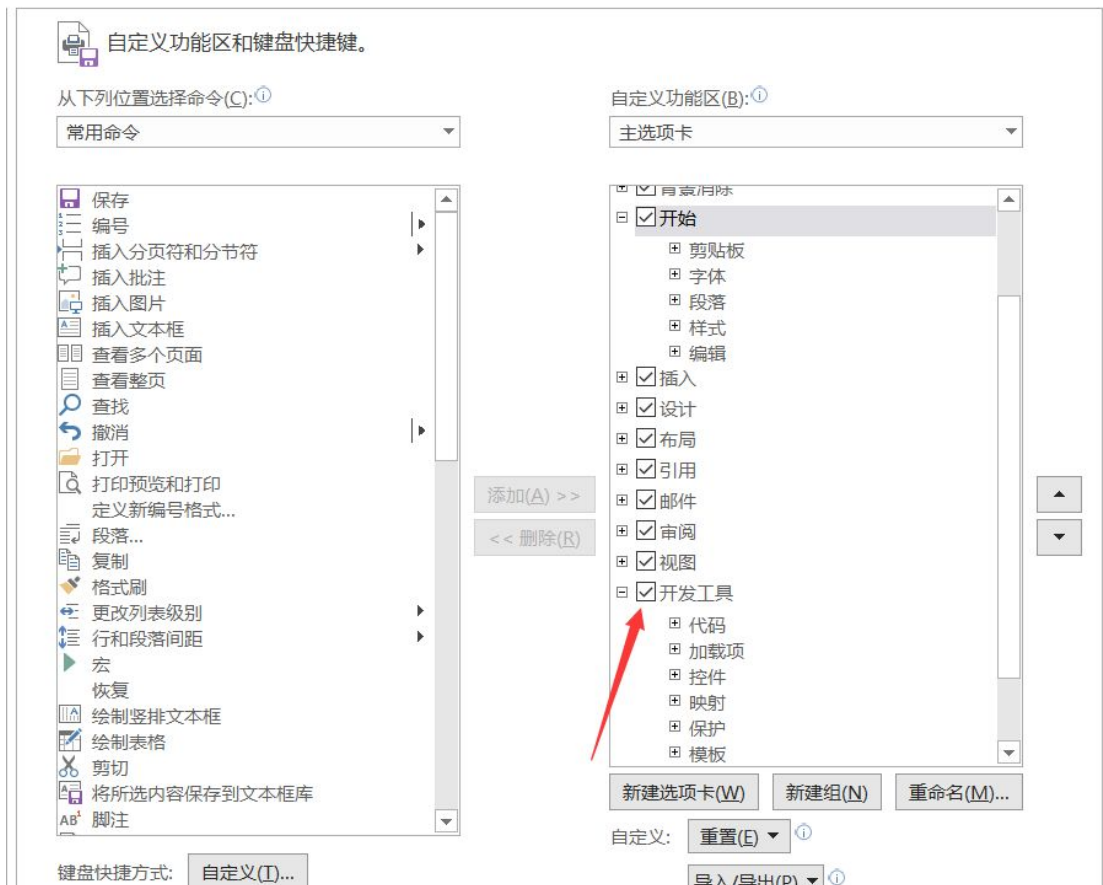 自定义功能区和键盘快捷键。
从下列位置选择命令(C):
常用命令
保存
编号
插入分页符和分节符
插入批注
插入图片
插入文本框
查看多个页面
查看整页
查找
撤消
打开
打印预览和打印
定义新编号格式...
段落...
复制
格式刷
更改列表级别
行和段落间距
宏
恢复
绘制竖排文本框
绘制表格
剪切
将所选内容保存到文本框库
AB¹ 脚注
键盘快捷方式: 自定义(T)...
添加(A) >>
<< 删除(R)
自定义功能区(B):
主选项卡
背景消除
开始
剪贴板
字体
段落
样式
编辑
插入
设计
布局
引用
邮件
审阅
视图
开发工具
代码
加载项
控件
映射
保护
模板
新建选项卡(W) 新建组(N) 重命名(M)...
自定义: 重置(E)
导入/导出(P)